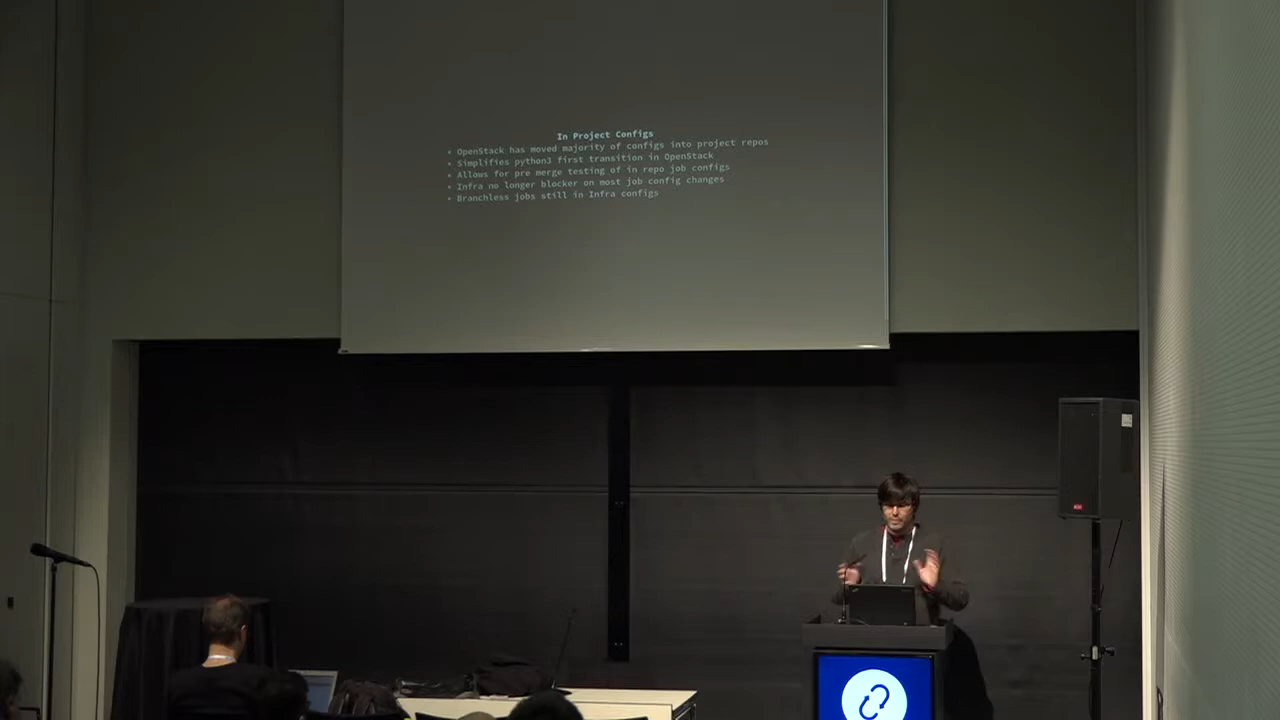 In Project Configs
• OpenStack has moved majority of configs into project repos
• Simplifies python3 first transition in OpenStack
• Allows for pre merge testing of in repo job configs
• Infra no longer blocker on most job config changes
• Branchless jobs still in Infra configs